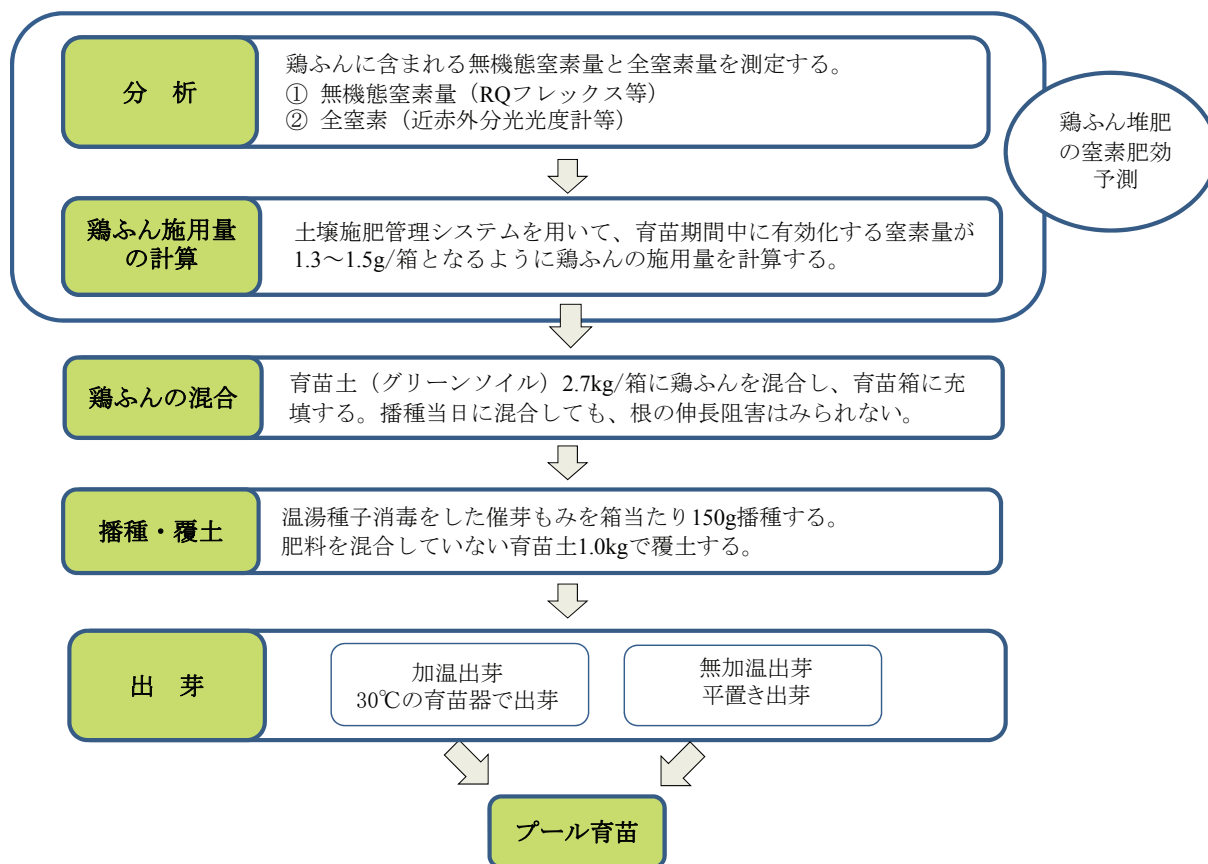 分　析
鶏ふんに含まれる無機態窒素量と全窒素量を測定する。
① 無機態窒素量（RQフレックス等）
② 全窒素（近赤外分光光度計等）
鶏ふん堆肥
の窒素肥効
予測
鶏ふん施用量
の計算
土壌施肥管理システムを用いて、育苗期間中に有効化する窒素量が
1.3～1.5g/箱となるように鶏ふんの施用量を計算する。
鶏ふんの混合
育苗土（グリーンソイル）2.7kg/箱に鶏ふんを混合し、育苗箱に充
填する。播種当日に混合しても、根の伸長阻害はみられない。
播種・覆土
温湯種子消毒をした催芽もみを箱当たり150g播種する。
肥料を混合していない育苗土1.0kgで覆土する。
出　芽
加温出芽
30℃の育苗器で出芽
無加温出芽
平置き出芽
プール育苗